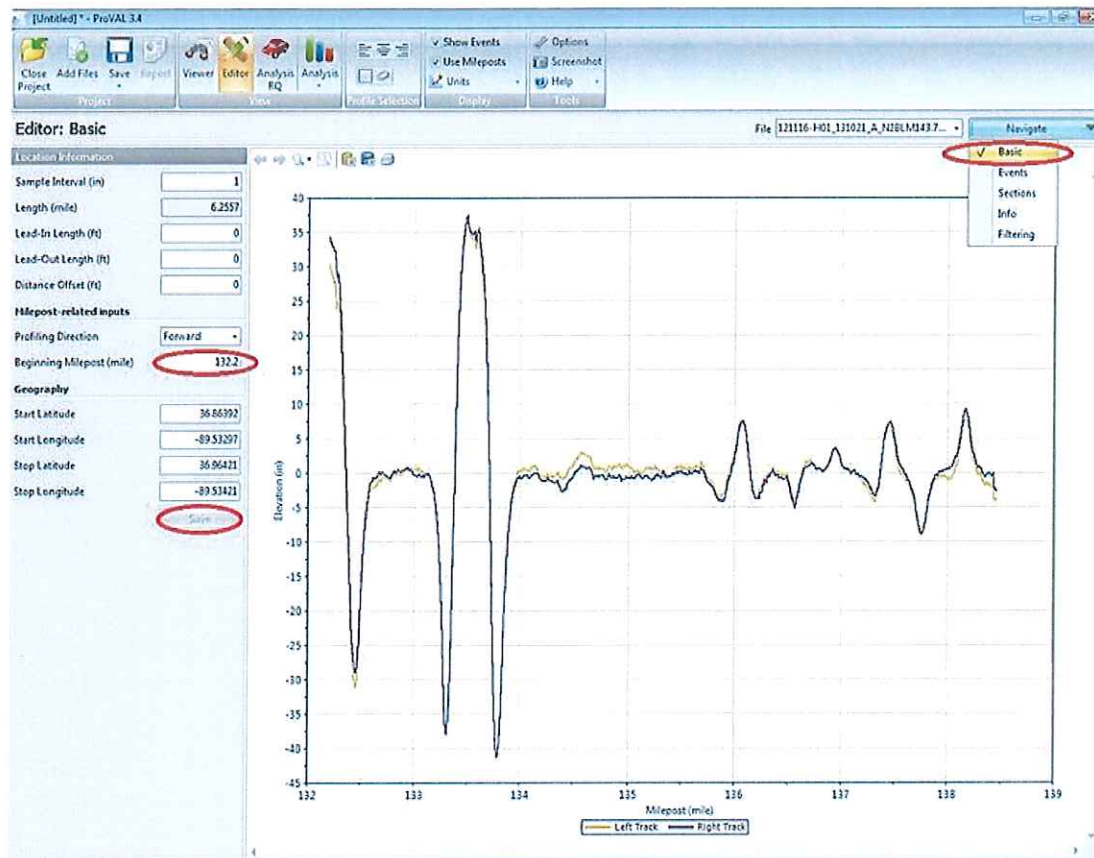 [Untitled] * - ProVAL 3.4
Close Project
Add Files
Save
Report
Viewer
Editor
Analysis RQ
Analysis
Show Events
Use Mileposts
Units
Options
Screenshot
Help
Project
View
Profile Selection
Display
Tools
Editor: Basic
File 121116-H01_131021_A_N2BLM143.7...
Navigate
Basic
Events
Sections
Info
Filtering
Location Information
Sample Interval (in) 1
Length (mile) 6.2557
Lead-In Length (ft) 0
Lead-Out Length (ft) 0
Distance Offset (ft) 0
Milepost-related inputs
Profiling Direction Forward
Beginning Milepost (mile) 132.2
Geography
Start Latitude 36.86392
Start Longitude -89.53297
Stop Latitude 36.96421
Stop Longitude -89.53421
Save
40
35
30
25
20
15
10
5
0
-5
-10
-15
-20
-25
-30
-35
-40
-45
Elevation (in)
132 133 134 135 136 137 138 139
Milepost (mile)
Left Track Right Track